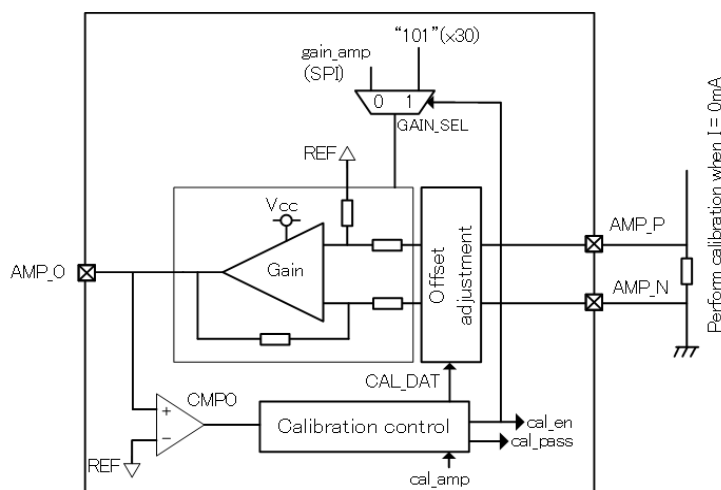 "101"(x30)
gain_amp
(SPI)
0 1
GAIN_SEL
REF
Vcc
Gain
Offset
adjustment
AMP_P
AMP_N
AMP_O
Perform calibration when I = 0mA
CAL_DAT
CMP0
+
−
REF
Calibration control
cal_en
cal_pass
cal_amp